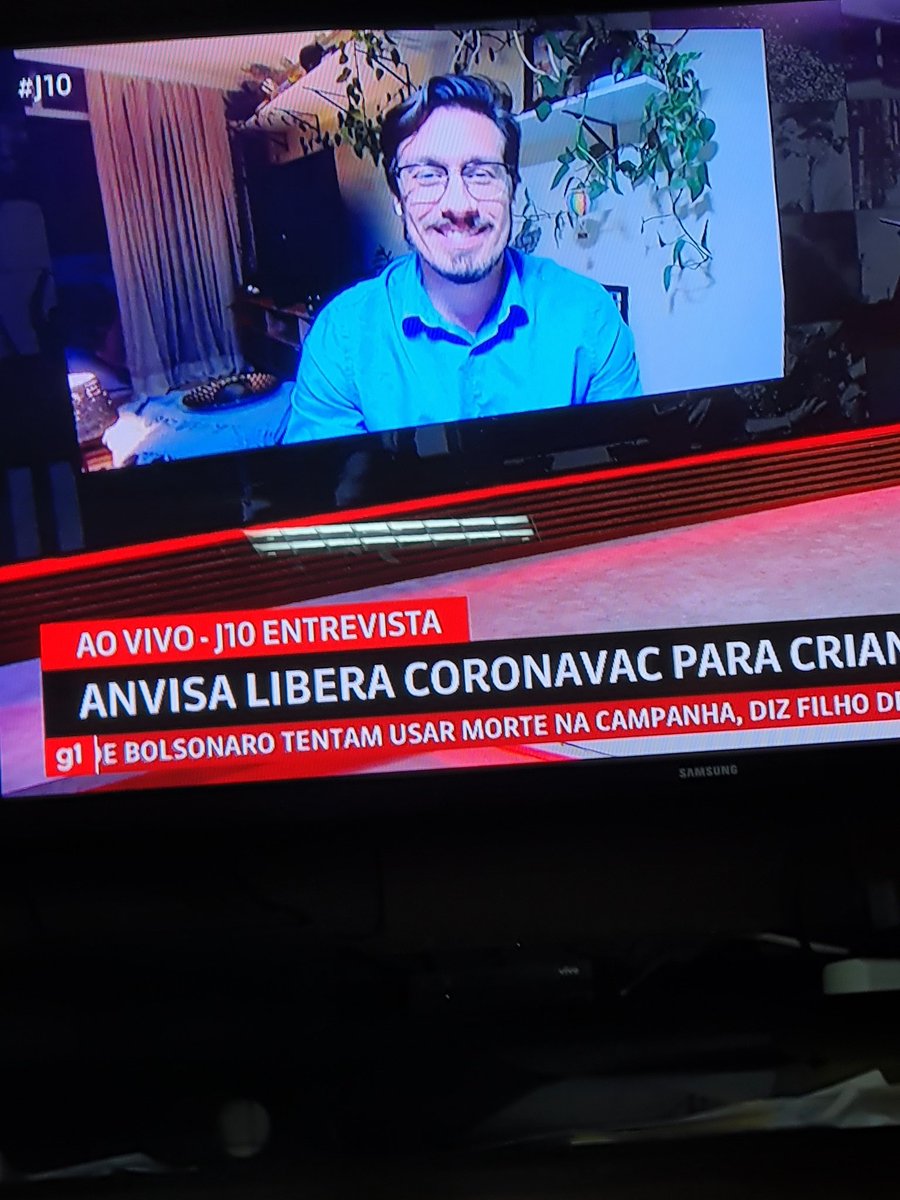 #J10
AO VIVO - J10 ENTREVISTA
ANVISA LIBERA CORONAVAC PARA CRIAN
g1 E BOLSONARO TENTAM USAR MORTE NA CAMPANHA, DIZ FILHO DE
SAMSUNG
vivo